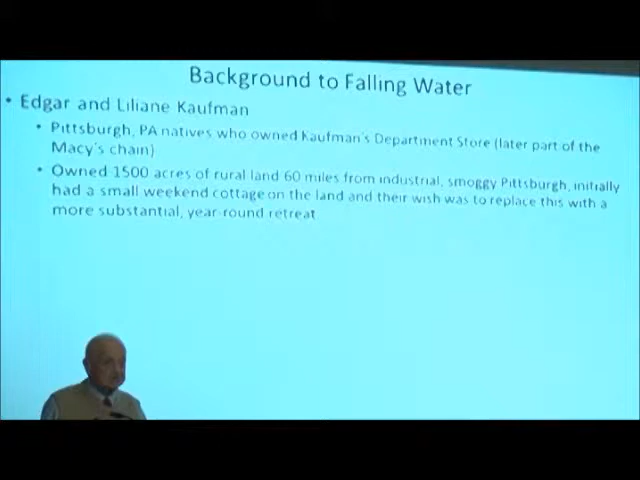 Background to Falling Water
• Edgar and Liliane Kaufman
• Pittsburgh, PA natives who owned Kaufman's Department Store (later part of the
Macy's chain)
• Owned 1500 acres of rural land 60 miles from industrial, smoggy Pittsburgh, initially
had a small weekend cottage on the land and their wish was to replace this with a
more substantial, year-round retreat